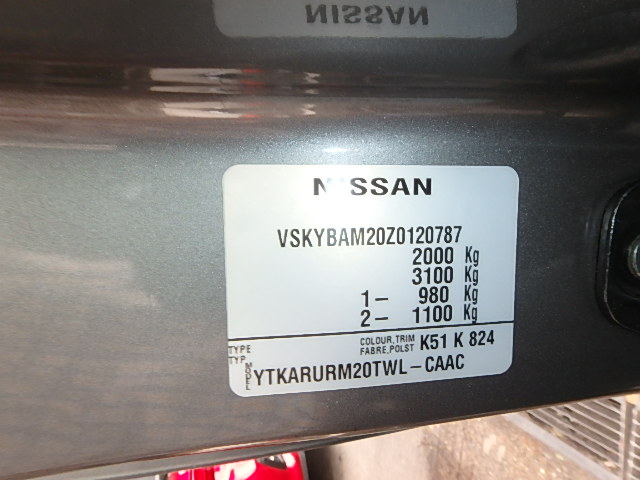 NISSAN
VSKYBAM20Z0120787
2000 Kg
3100 Kg
1- 980 Kg
2- 1100 Kg
TYPE
TYP
COLOUR,TRIM
FABRE,POLST
K51 K 824
MODEL
YTKARURM20TWL-CAAC